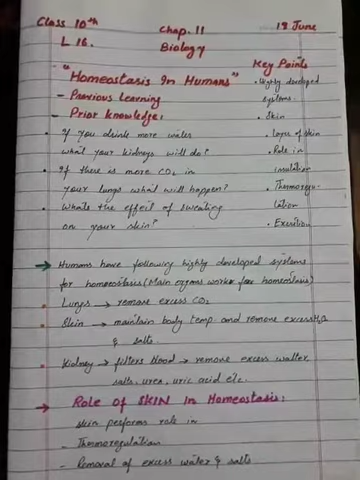 Class 10th Chap. 11 18 June
L 16. Biology
"Homeostasis In Humans"
- Previous Learning
- Prior Knowledge:
• If you drink more water
what your kidneys will do?
• If there is more CO2 in
your lungs what will happen?
• Whats the effect of sweating
on your skin?
Key Points
• Highly developed
systems.
• Skin
• Layers of skin
• Role in
insulation
• Thermoregu-
lation
• Excretion
→ Humans have following highly developed systems
for homeostasis (Main organs worker for homeostasis)
• Lungs → remove excess CO2
• Skin → maintain body temp and remove excess H2O
& salts.
• Kidney → filters blood → remove excess water
salts, urea, uric acid etc.
→ Role of SKIN In Homeostasis:
skin performs role in
- Thermoregulation
- Removal of excess water & salts